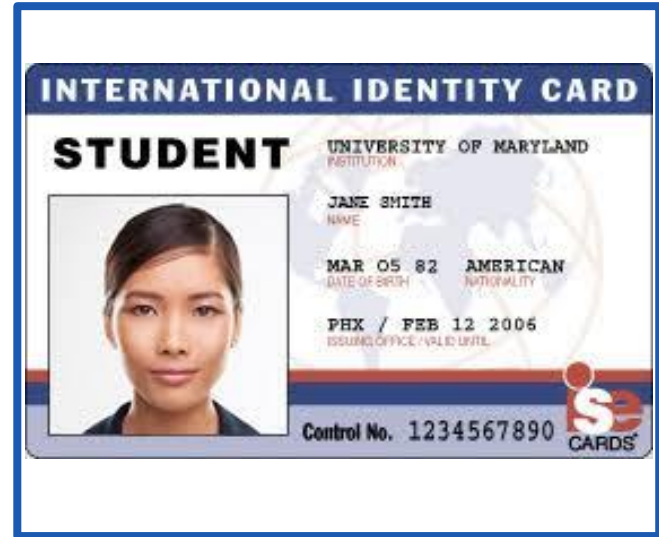 INTERNATIONAL IDENTITY CARD
STUDENT
UNIVERSITY OF MARYLAND
INSTITUTION
JANE SMITH
NAME
MAR 05 82 AMERICAN
DATE OF BIRTH NATIONALITY
PHX / FEB 12 2006
ISSUING OFFICE / VALID UNTIL
Control No. 1234567890
ise
CARDS